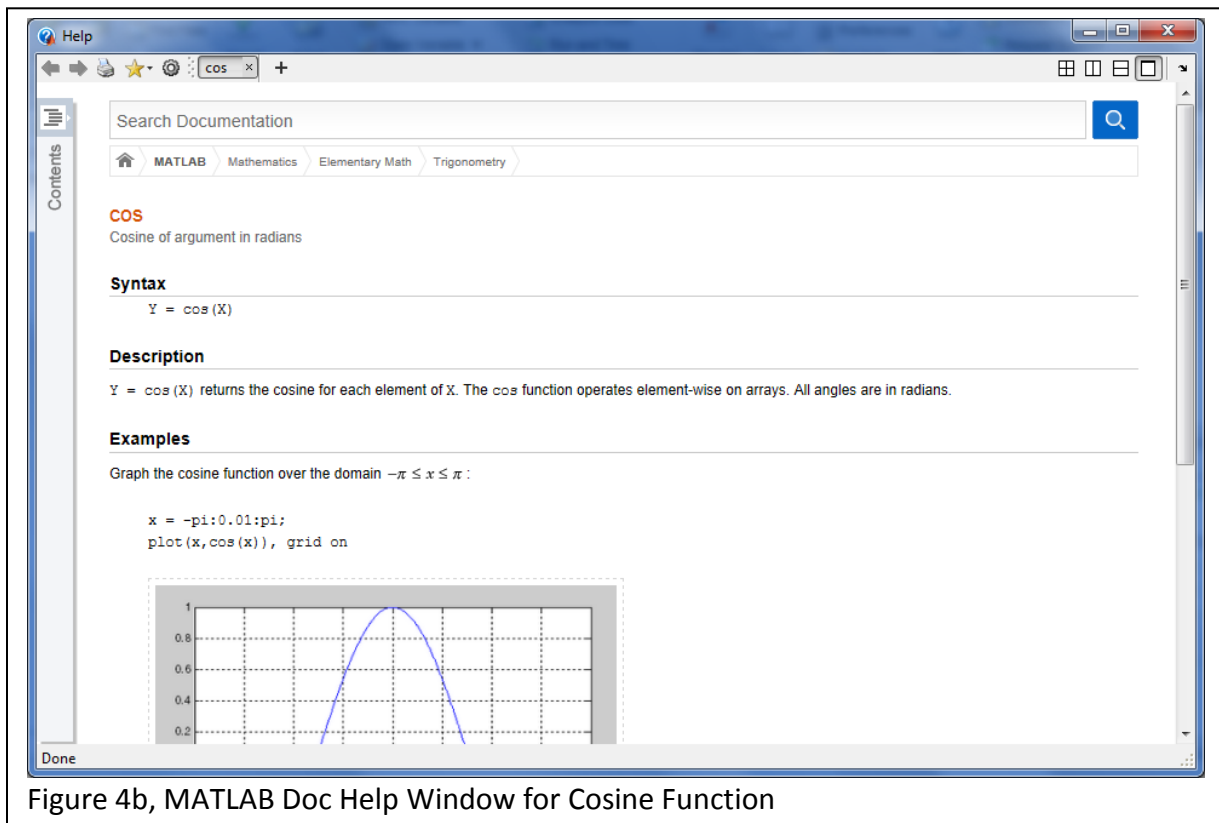 Help
cos × +
Search Documentation
Contents
MATLAB Mathematics Elementary Math Trigonometry
cos
Cosine of argument in radians
Syntax
Y = cos(X)
Description
Y = cos(X) returns the cosine for each element of X. The cos function operates element-wise on arrays. All angles are in radians.
Examples
Graph the cosine function over the domain −π ≤ x ≤ π :
x = -pi:0.01:pi;
plot(x,cos(x)), grid on
1
0.8
0.6
0.4
0.2
Done
Figure 4b, MATLAB Doc Help Window for Cosine Function